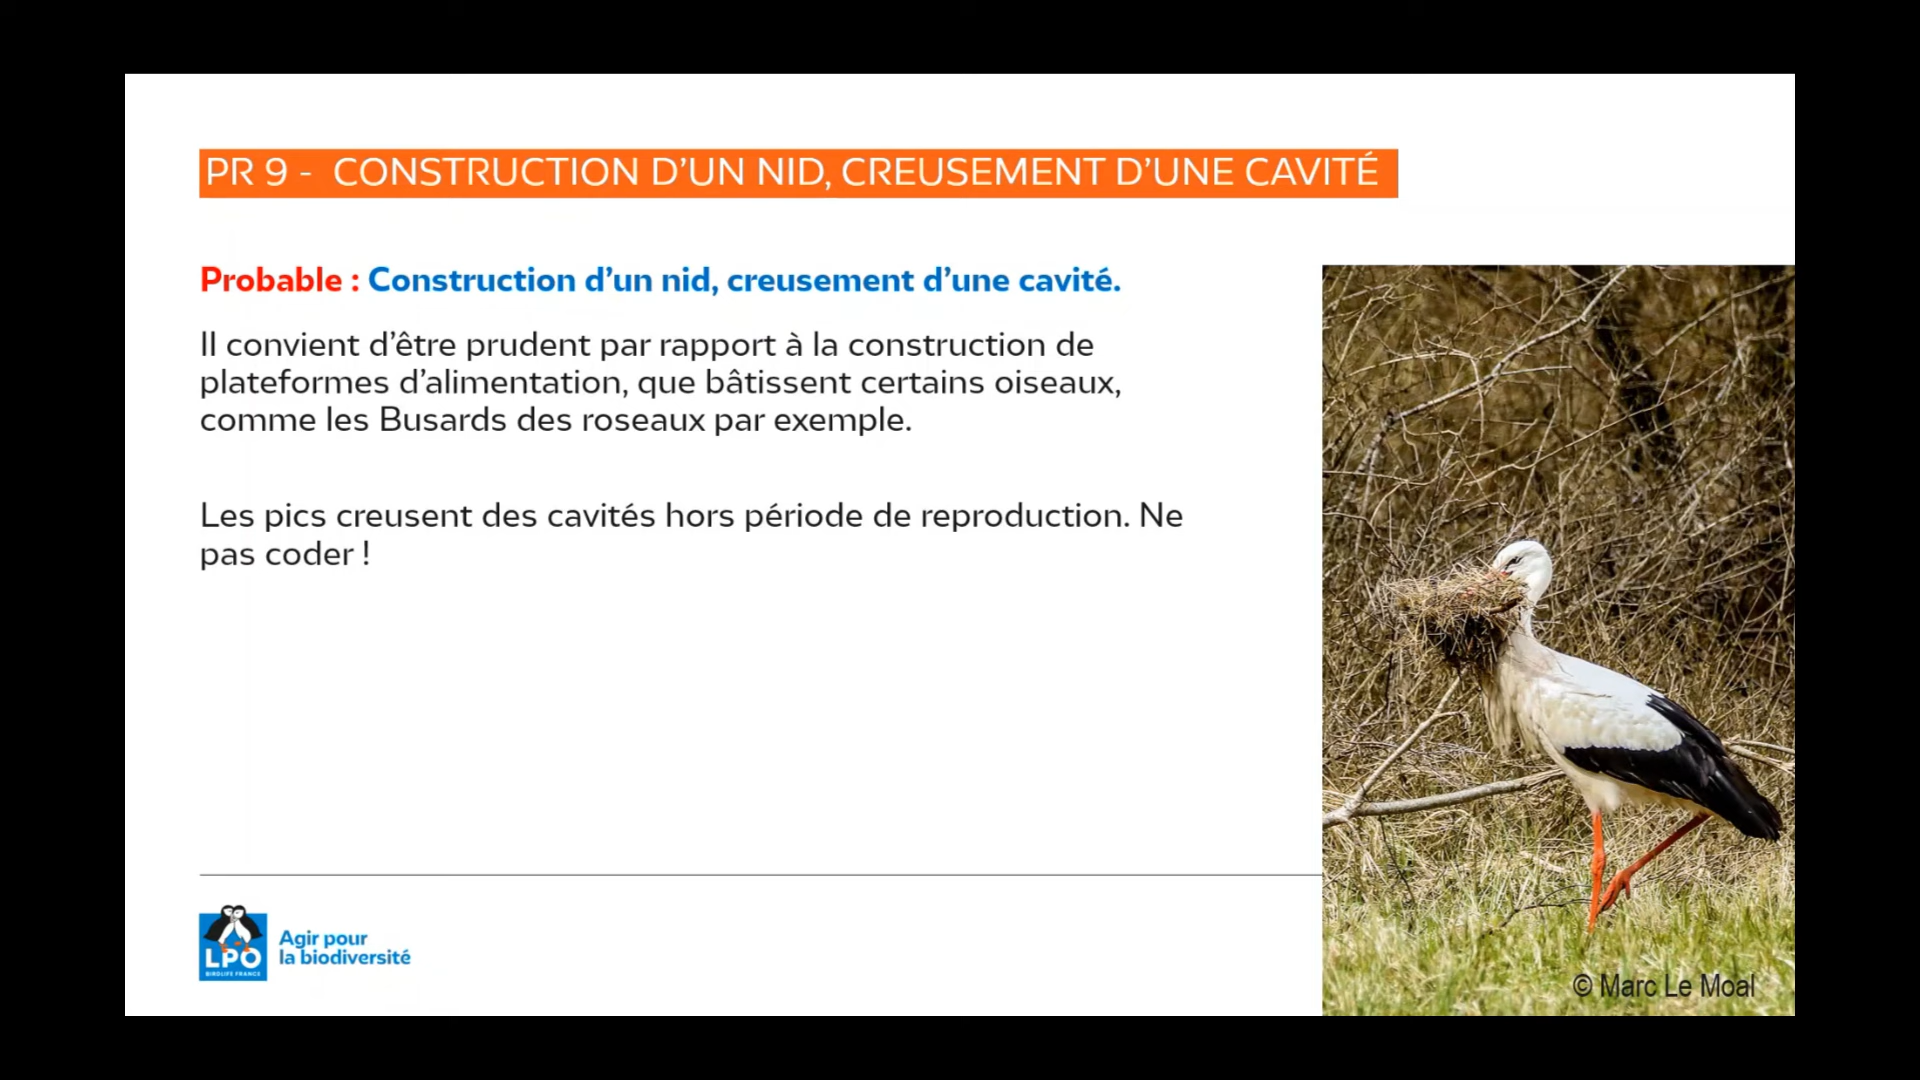 PR 9 - CONSTRUCTION D’UN NID, CREUSEMENT D’UNE CAVITÉ
Probable : Construction d’un nid, creusement d’une cavité.
Il convient d’être prudent par rapport à la construction de
plateformes d’alimentation, que bâtissent certains oiseaux,
comme les Busards des roseaux par exemple.
Les pics creusent des cavités hors période de reproduction. Ne
pas coder !
LPO
BIRDLIFE FRANCE
Agir pour
la biodiversité
© Marc Le Moal